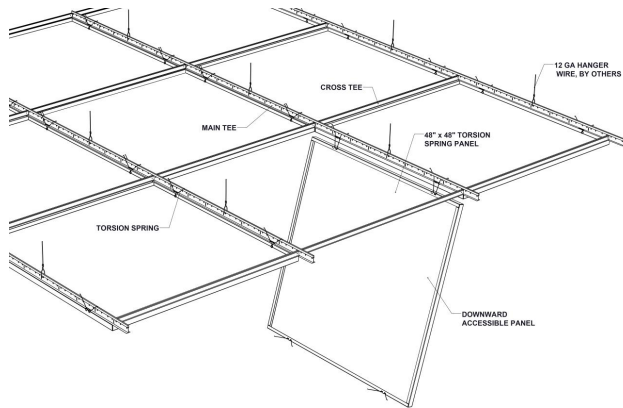 12 GA HANGER
WIRE, BY OTHERS
CROSS TEE
MAIN TEE
48" x 48" TORSION
SPRING PANEL
TORSION SPRING
DOWNWARD
ACCESSIBLE PANEL